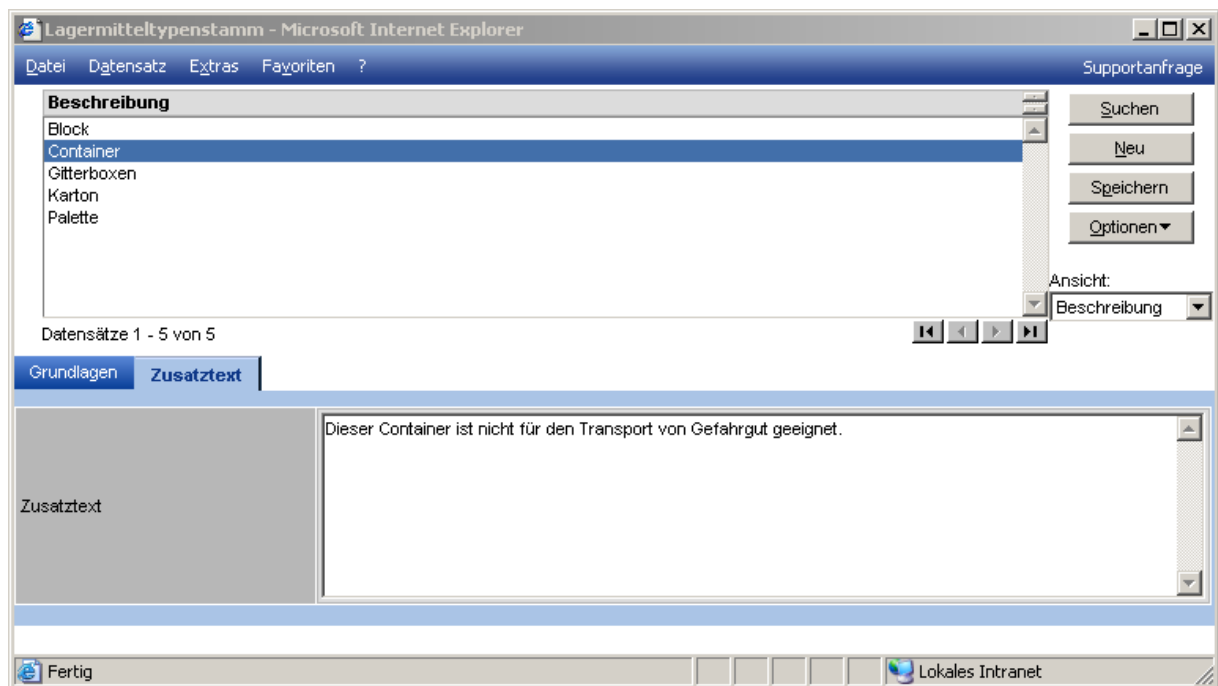 Lagermitteltypenstamm - Microsoft Internet Explorer
Datei Datensatz Extras Favoriten ? Supportanfrage
Beschreibung
Block
Container
Gitterboxen
Karton
Palette
Suchen
Neu
Speichern
Optionen
Ansicht:
Beschreibung
Datensätze 1 - 5 von 5
Grundlagen Zusatztext
Zusatztext
Dieser Container ist nicht für den Transport von Gefahrgut geeignet.
Fertig Lokales Intranet